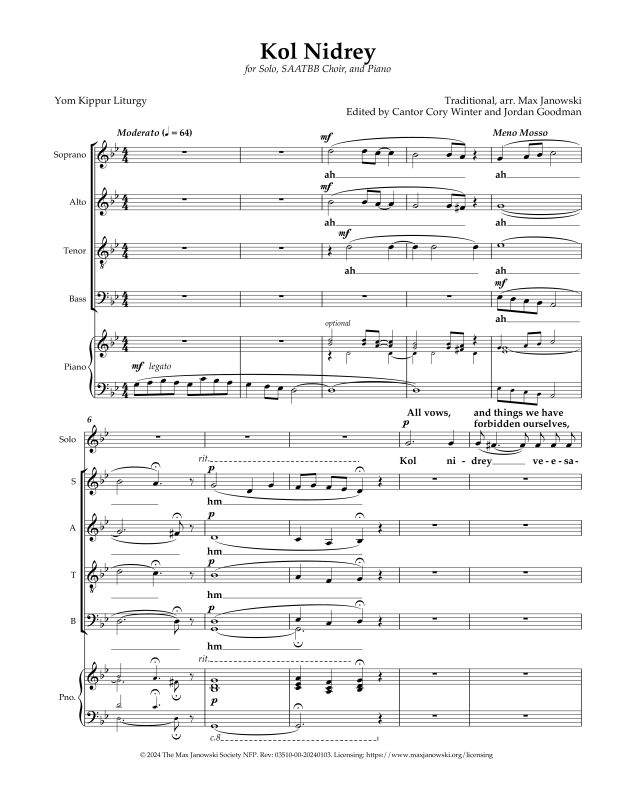 Kol Nidrey
for Solo, SAATBB Choir, and Piano
Yom Kippur Liturgy
Traditional, arr. Max Janowski
Edited by Cantor Cory Winter and Jordan Goodman
Moderato (♩ = 64)
mf
Meno Mosso
Soprano
ah
ah
mf
Alto
ah
ah
mf
Tenor
ah
ah
mf
Bass
ah
optional
Piano
mf legato
All vows,
and things we have
forbidden ourselves,
6
p
Solo
Kol ni - drey ve - e - sa -
rit.
p
S
hm
p
A
hm
p
T
hm
p
B
hm
rit.
Pno.
p
c.8
© 2024 The Max Janowski Society NFP. Rev: 03510-00-20240103. Licensing: https://www.maxjanowski.org/licensing